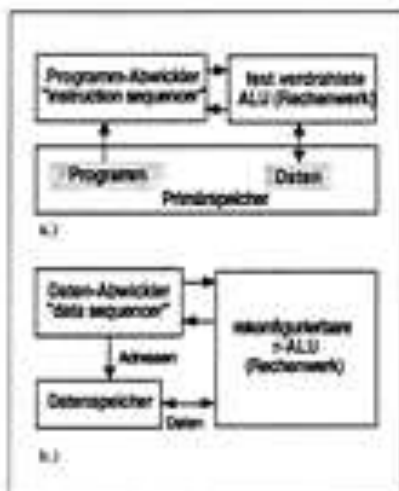 Programm-Abwickler
"instruction sequencer"
fest verdrahtete
ALU (Rechenwerk)
Programm
Daten
Primärspeicher
a.)
Daten-Abwickler
"data sequencer"
rekonfigurierbare
r-ALU
(Rechenwerk)
Adressen
Datenspeicher
Daten
b.)